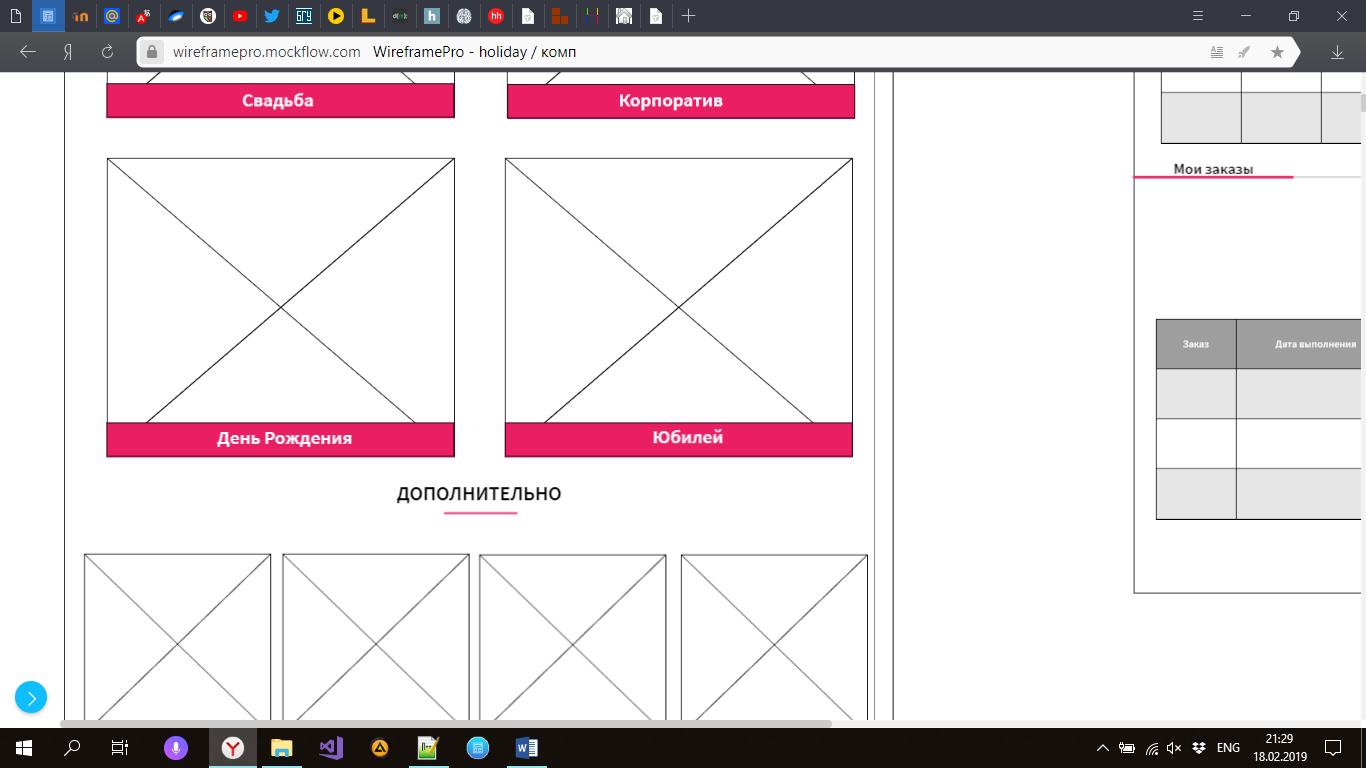 wireframepro.mockflow.com WireframePro - holiday / комп
Свадьба
Корпоратив
Мои заказы
Заказ
Дата выполнения
День Рождения
Юбилей
ДОПОЛНИТЕЛЬНО
ENG
21:29
18.02.2019